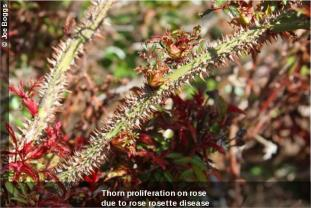 © Joe Boggs
Thorn proliferation on rose
due to rose rosette disease